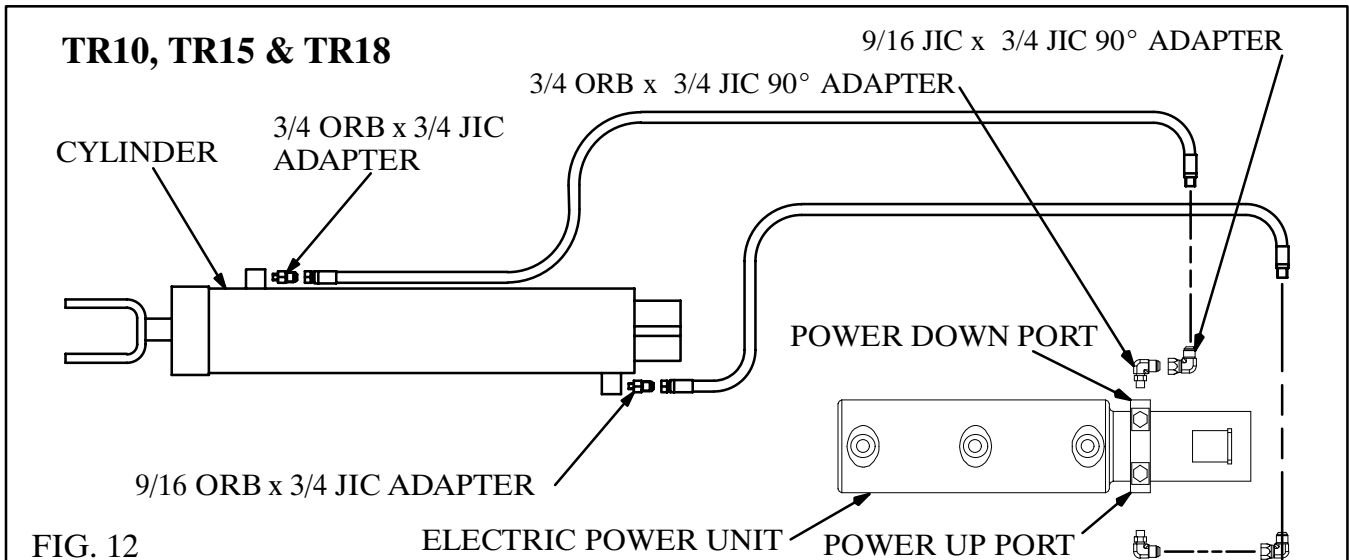 TR10, TR15 & TR18
9/16 JIC x 3/4 JIC 90° ADAPTER
3/4 ORB x 3/4 JIC 90° ADAPTER
3/4 ORB x 3/4 JIC
ADAPTER
CYLINDER
POWER DOWN PORT
9/16 ORB x 3/4 JIC ADAPTER
ELECTRIC POWER UNIT
POWER UP PORT
FIG. 12